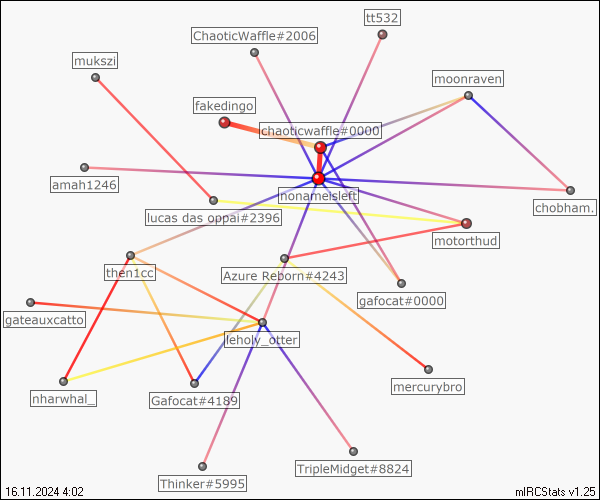 tt532
ChaoticWaffle#2006
mukszi
moonraven
fakedingo
chaoticwaffle#0000
amah1246
nonameisleft
chobham.
lucas das oppai#2396
motorthud
then1cc
Azure Reborn#4243
gafocat#0000
gateauxcatto
leholy_otter
mercurybro
nharwhal_
Gafocat#4189
TripleMidget#8824
Thinker#5995
16.11.2024 4:02
mIRCStats v1.25